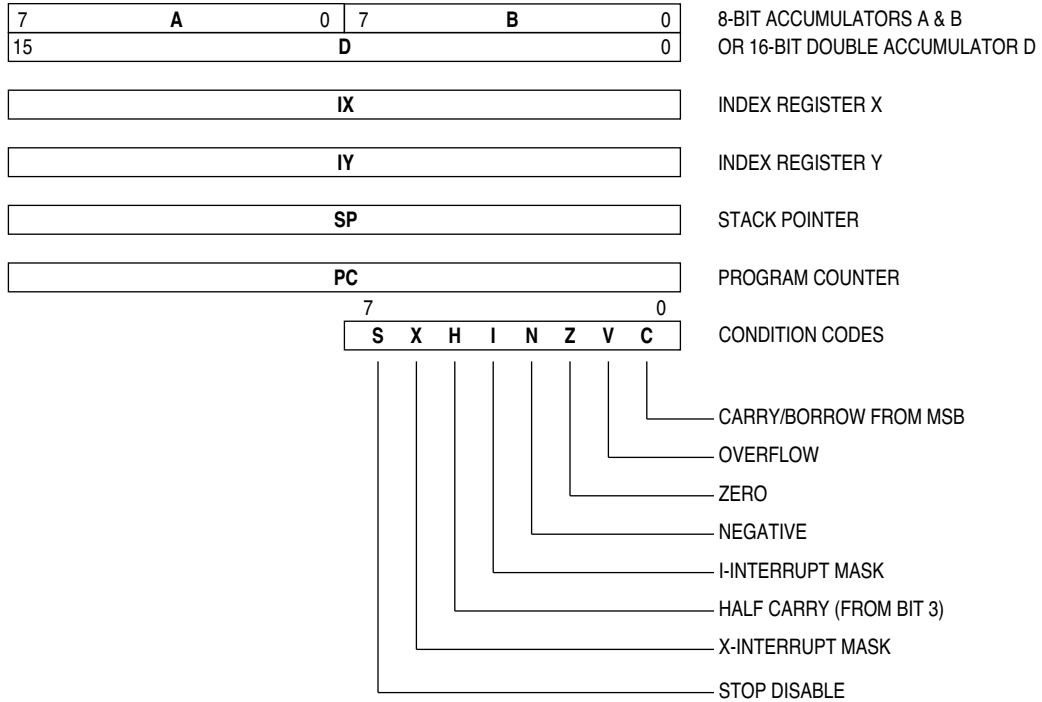 7 A 0 7 B 0 8-BIT ACCUMULATORS A & B
15 D 0 OR 16-BIT DOUBLE ACCUMULATOR D
IX INDEX REGISTER X
IY INDEX REGISTER Y
SP STACK POINTER
PC PROGRAM COUNTER
7 0
S X H I N Z V C CONDITION CODES
CARRY/BORROW FROM MSB
OVERFLOW
ZERO
NEGATIVE
I-INTERRUPT MASK
HALF CARRY (FROM BIT 3)
X-INTERRUPT MASK
STOP DISABLE